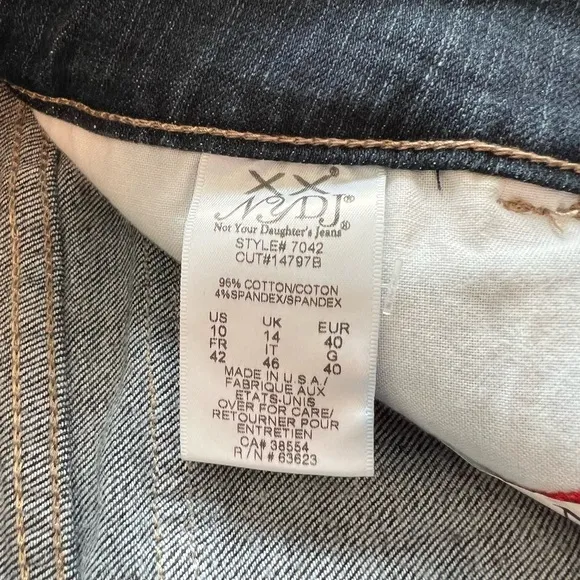 XX®
NYDJ®
Not Your Daughter's Jeans®
STYLE# 7042
CUT#14797B
96% COTTON/COTON
4%SPANDEX/SPANDEX
US UK EUR
10 14 40
FR IT G
42 46 40
MADE IN U.S.A/
FABRIQUE AUX
ETATS-UNIS
OVER FOR CARE/
RETOURNER POUR
ENTRETIEN
CA# 38554
R/N # 63623